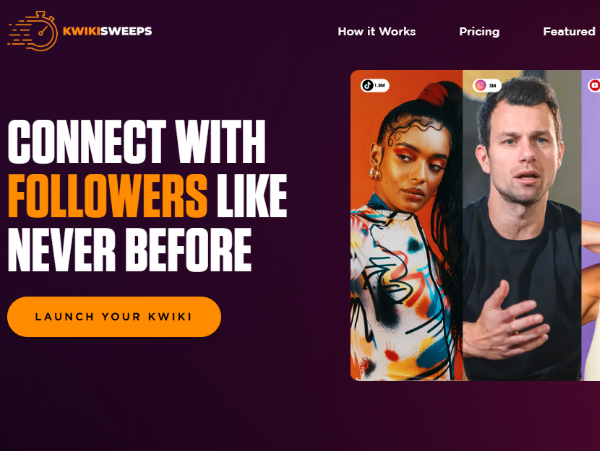 KWIKISWEEPS
How it Works
Pricing
Featured
1.5M
3M
CONNECT WITH
FOLLOWERS LIKE
NEVER BEFORE
LAUNCH YOUR KWIKI